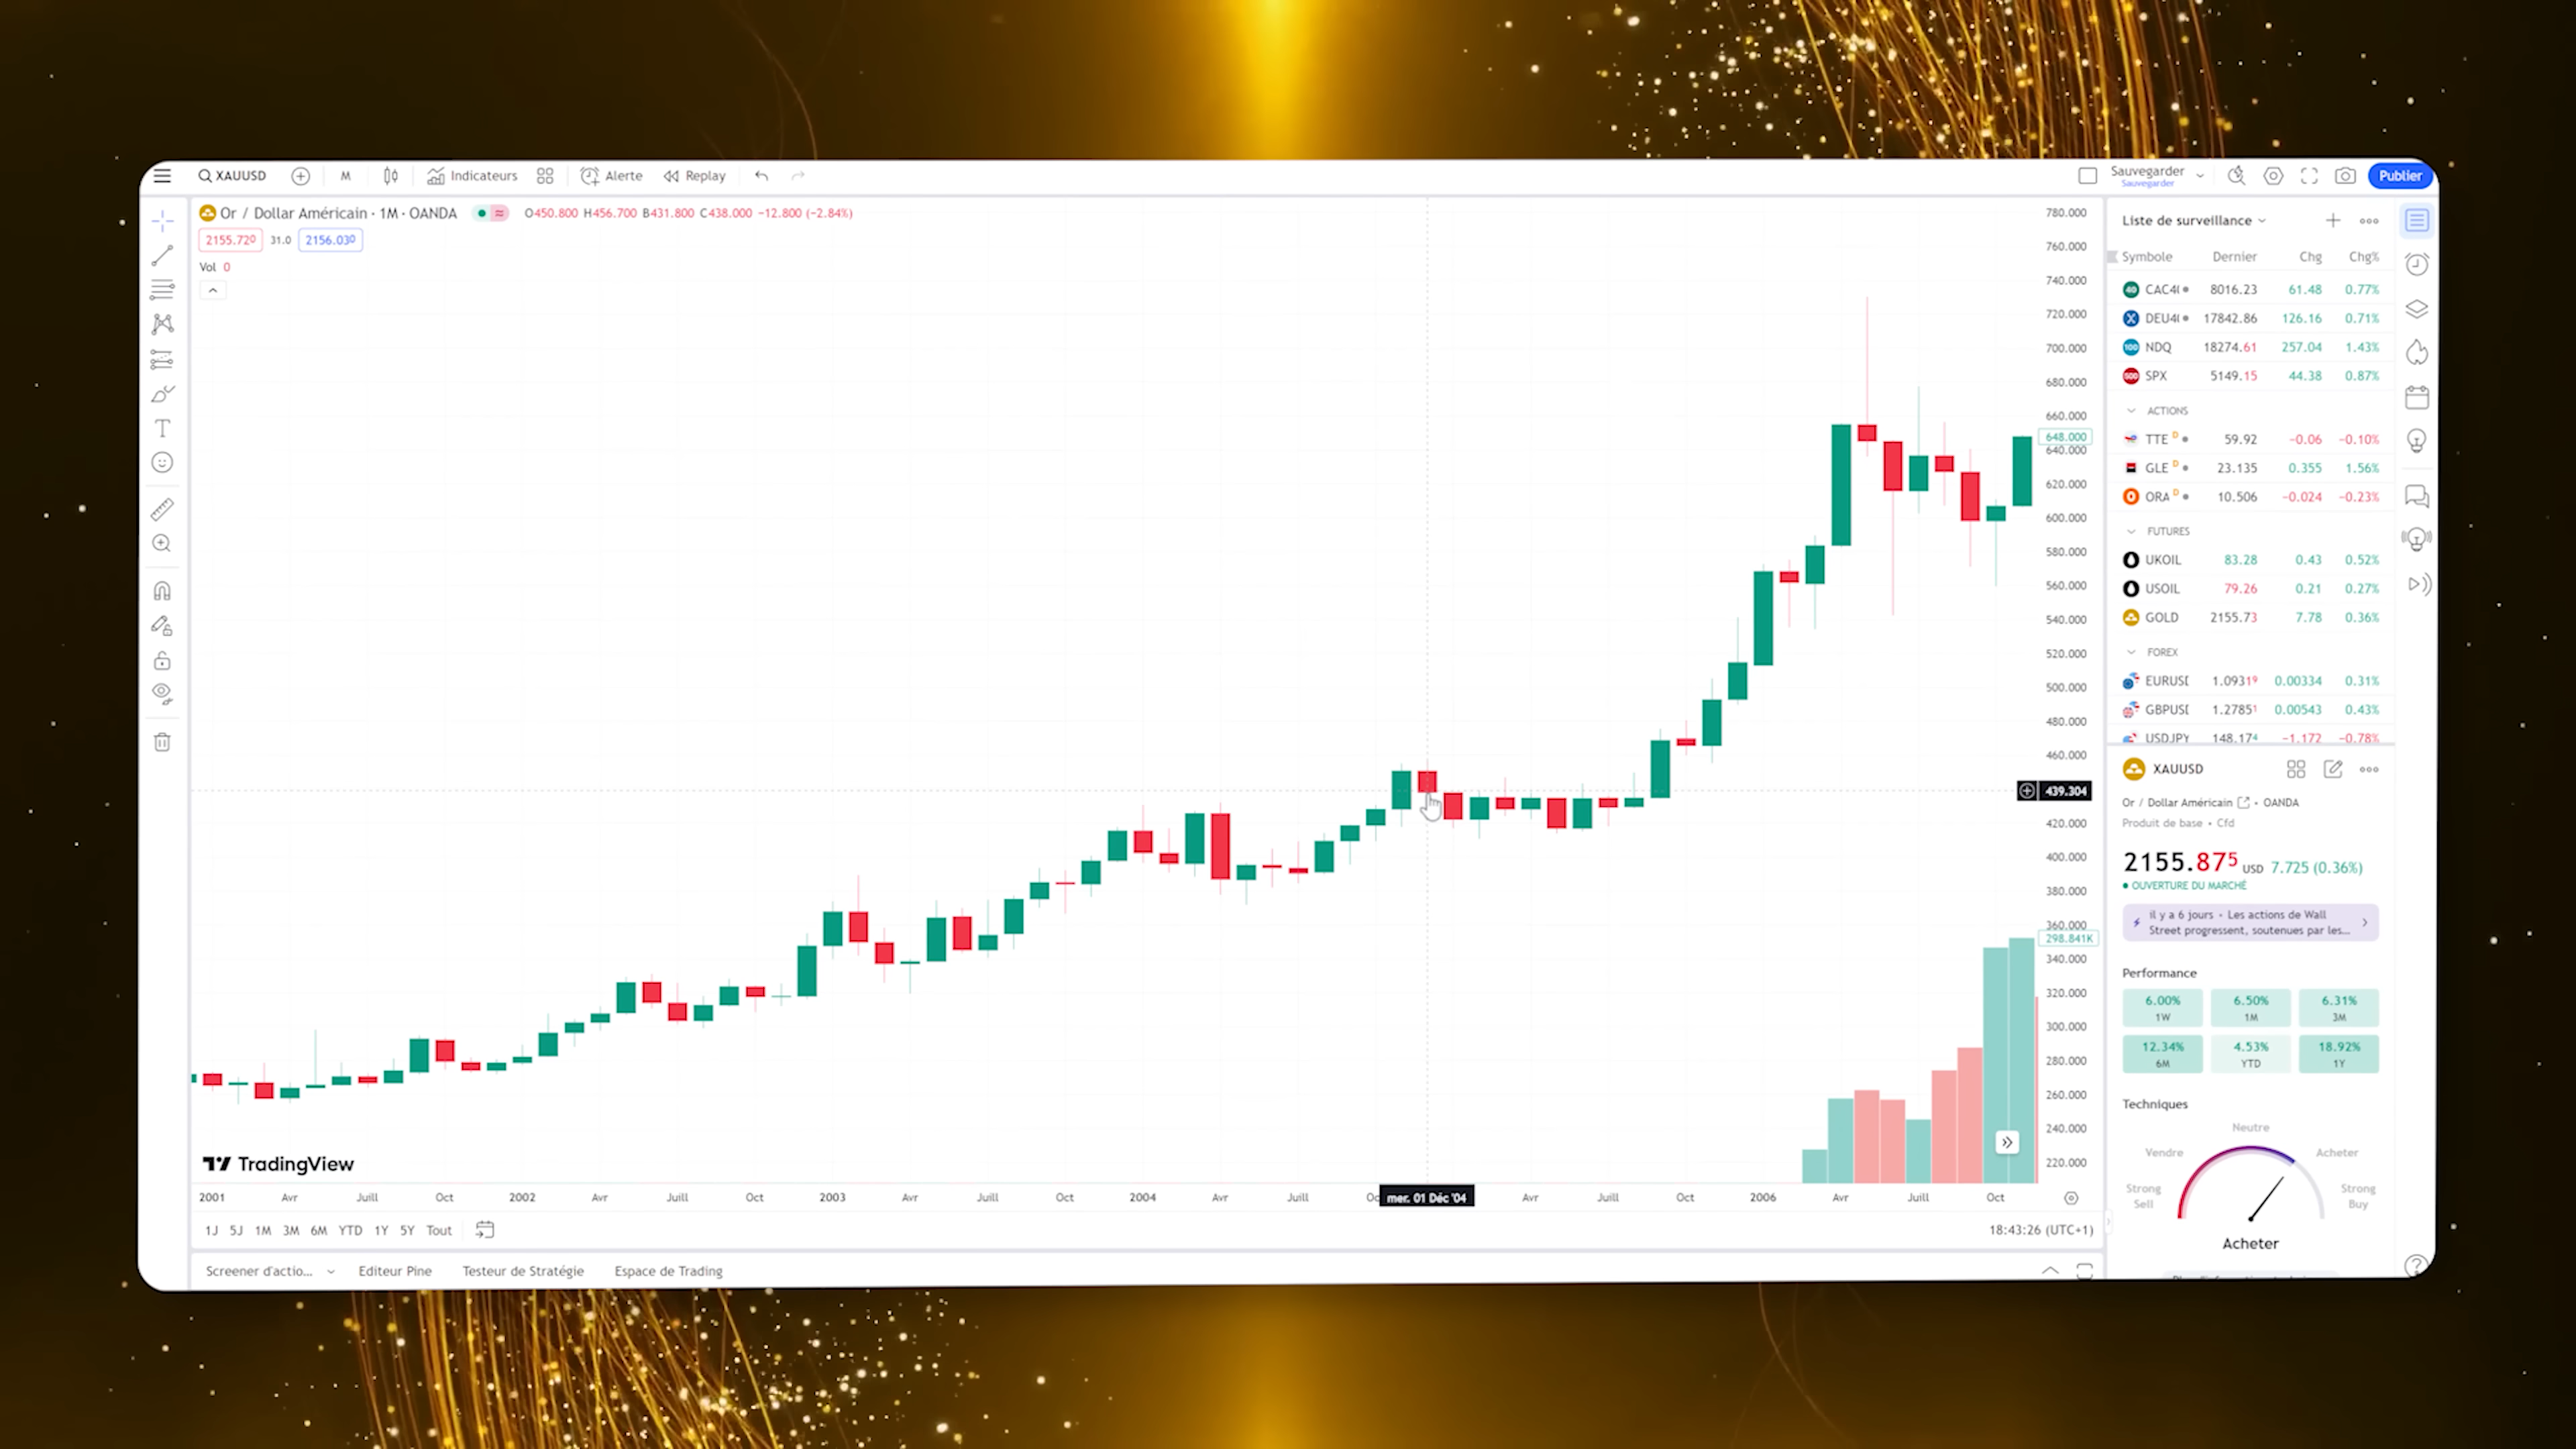 XAUUSD M Indicateurs Alerte Replay Sauvegarder Publier
Sauvegarder
Or / Dollar Américain · 1M · OANDA O450.800 H456.700 B431.800 C438.000 −12.800 (−2.84%)
2155.720 31.0 2156.030
Vol 0
780.000
760.000
740.000
720.000
700.000
680.000
660.000
648.000
640.000
620.000
600.000
580.000
560.000
540.000
520.000
500.000
480.000
460.000
439.304
420.000
400.000
380.000
360.000
298.841K
340.000
320.000
300.000
280.000
260.000
240.000
220.000
TradingView
2001 Avr Juill Oct 2002 Avr Juill Oct 2003 Avr Juill Oct 2004 Avr Juill Oc mer. 01 Déc '04 Avr Juill Oct 2006 Avr Juill Oct
1J 5J 1M 3M 6M YTD 1Y 5Y Tout 18:43:26 (UTC+1)
Screener d'actio... Editeur Pine Testeur de Stratégie Espace de Trading
Liste de surveillance
Symbole Dernier Chg Chg%
40 CAC4( 8016.23 61.48 0.77%
DEU4( 17842.86 126.16 0.71%
100 NDQ 18274.61 257.04 1.43%
500 SPX 5149.15 44.38 0.87%
ACTIONS
TTE D 59.92 −0.06 −0.10%
GLE D 23.135 0.355 1.56%
ORA D 10.506 −0.024 −0.23%
FUTURES
UKOIL 83.28 0.43 0.52%
USOIL 79.26 0.21 0.27%
GOLD 2155.73 7.78 0.36%
FOREX
EURUSI 1.09319 0.00334 0.31%
GBPUSI 1.27851 0.00543 0.43%
USDJPY 148.174 −1.172 −0.78%
XAUUSD
Or / Dollar Américain · OANDA
Produit de base · Cfd
2155.875 USD 7.725 (0.36%)
OUVERTURE DU MARCHÉ
il y a 6 jours · Les actions de Wall
Street progressent, soutenues par les...
Performance
6.00% 6.50% 6.31%
1W 1M 3M
12.34% 4.53% 18.92%
6M YTD 1Y
Techniques
Neutre
Vendre Acheter
Strong Sell Strong Buy
Acheter